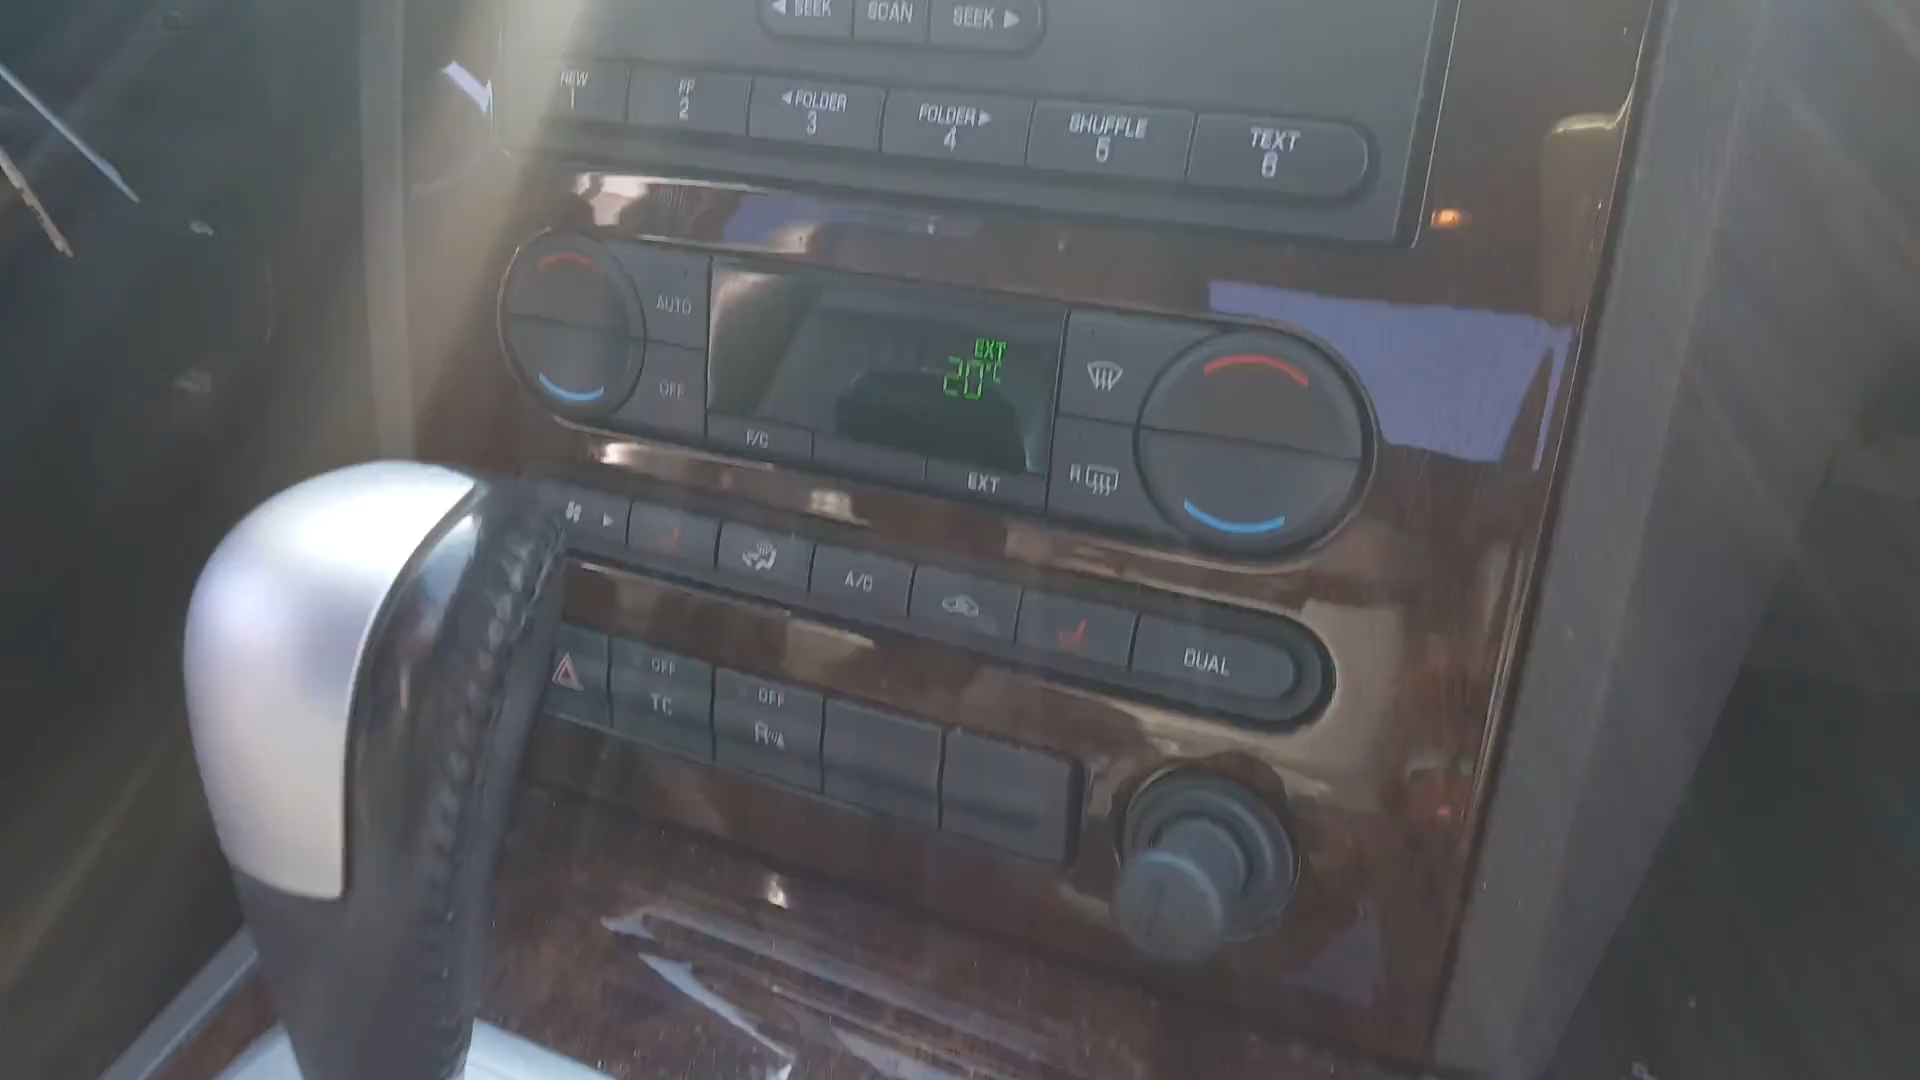 ◀ SEEK SCAN SEEK ▶
REW FF ◀ FOLDER FOLDER ▶ SHUFFLE TEXT
1 2 3 4 5 6
AUTO
EXT
20°C
OFF
F/C EXT
R
A/C
DUAL
OFF OFF
TC R